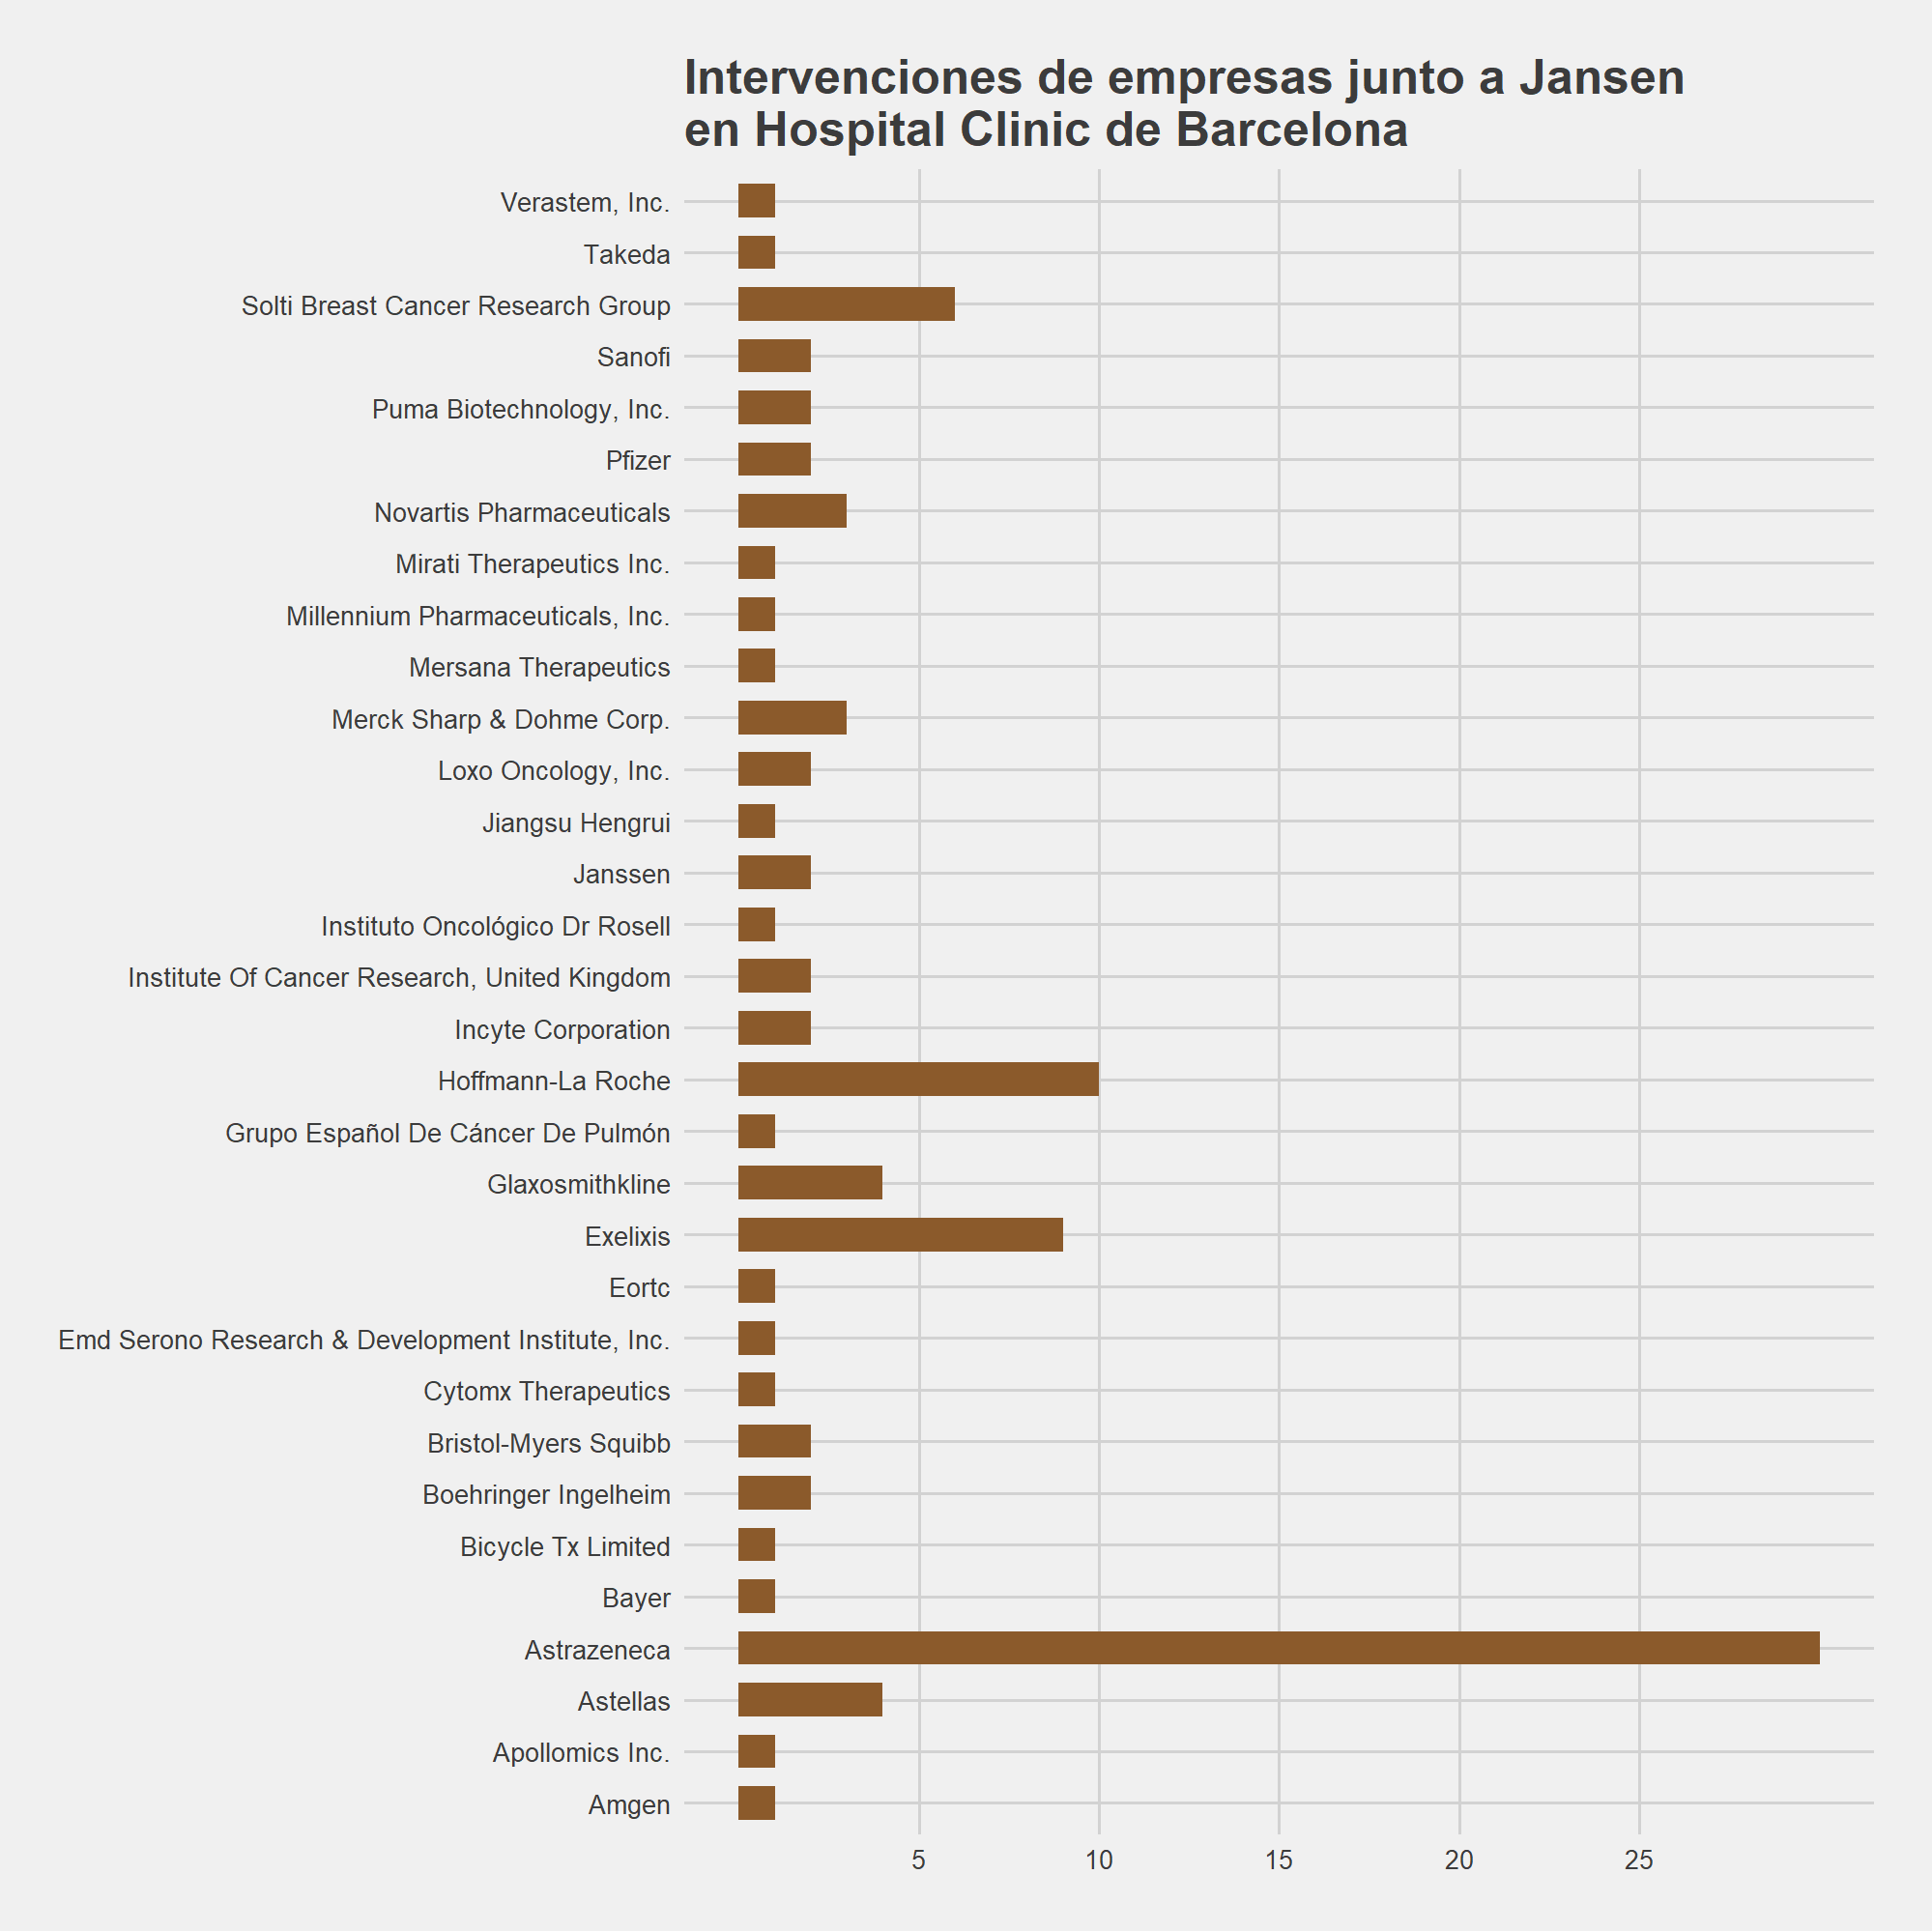 Intervenciones de empresas junto a Jansen
en Hospital Clinic de Barcelona
Verastem, Inc.
Takeda
Solti Breast Cancer Research Group
Sanofi
Puma Biotechnology, Inc.
Pfizer
Novartis Pharmaceuticals
Mirati Therapeutics Inc.
Millennium Pharmaceuticals, Inc.
Mersana Therapeutics
Merck Sharp & Dohme Corp.
Loxo Oncology, Inc.
Jiangsu Hengrui
Janssen
Instituto Oncológico Dr Rosell
Institute Of Cancer Research, United Kingdom
Incyte Corporation
Hoffmann-La Roche
Grupo Español De Cáncer De Pulmón
Glaxosmithkline
Exelixis
Eortc
Emd Serono Research & Development Institute, Inc.
Cytomx Therapeutics
Bristol-Myers Squibb
Boehringer Ingelheim
Bicycle Tx Limited
Bayer
Astrazeneca
Astellas
Apollomics Inc.
Amgen
5 10 15 20 25